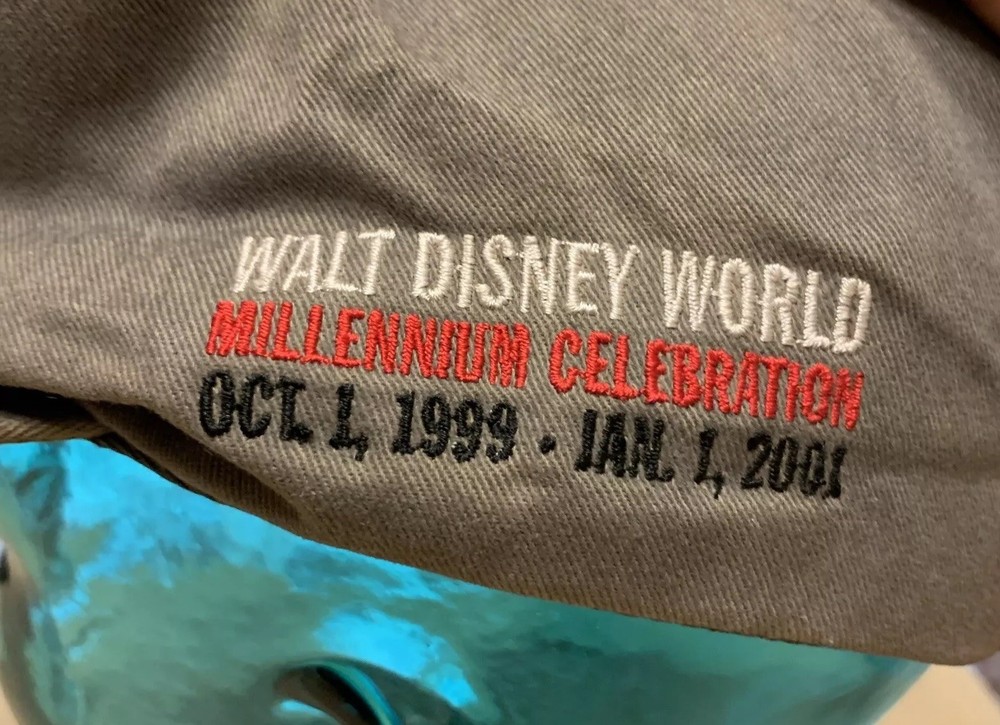 WALT DISNEY WORLD
MILLENNIUM CELEBRATION
OCT. 1, 1999 • JAN. 1, 2001